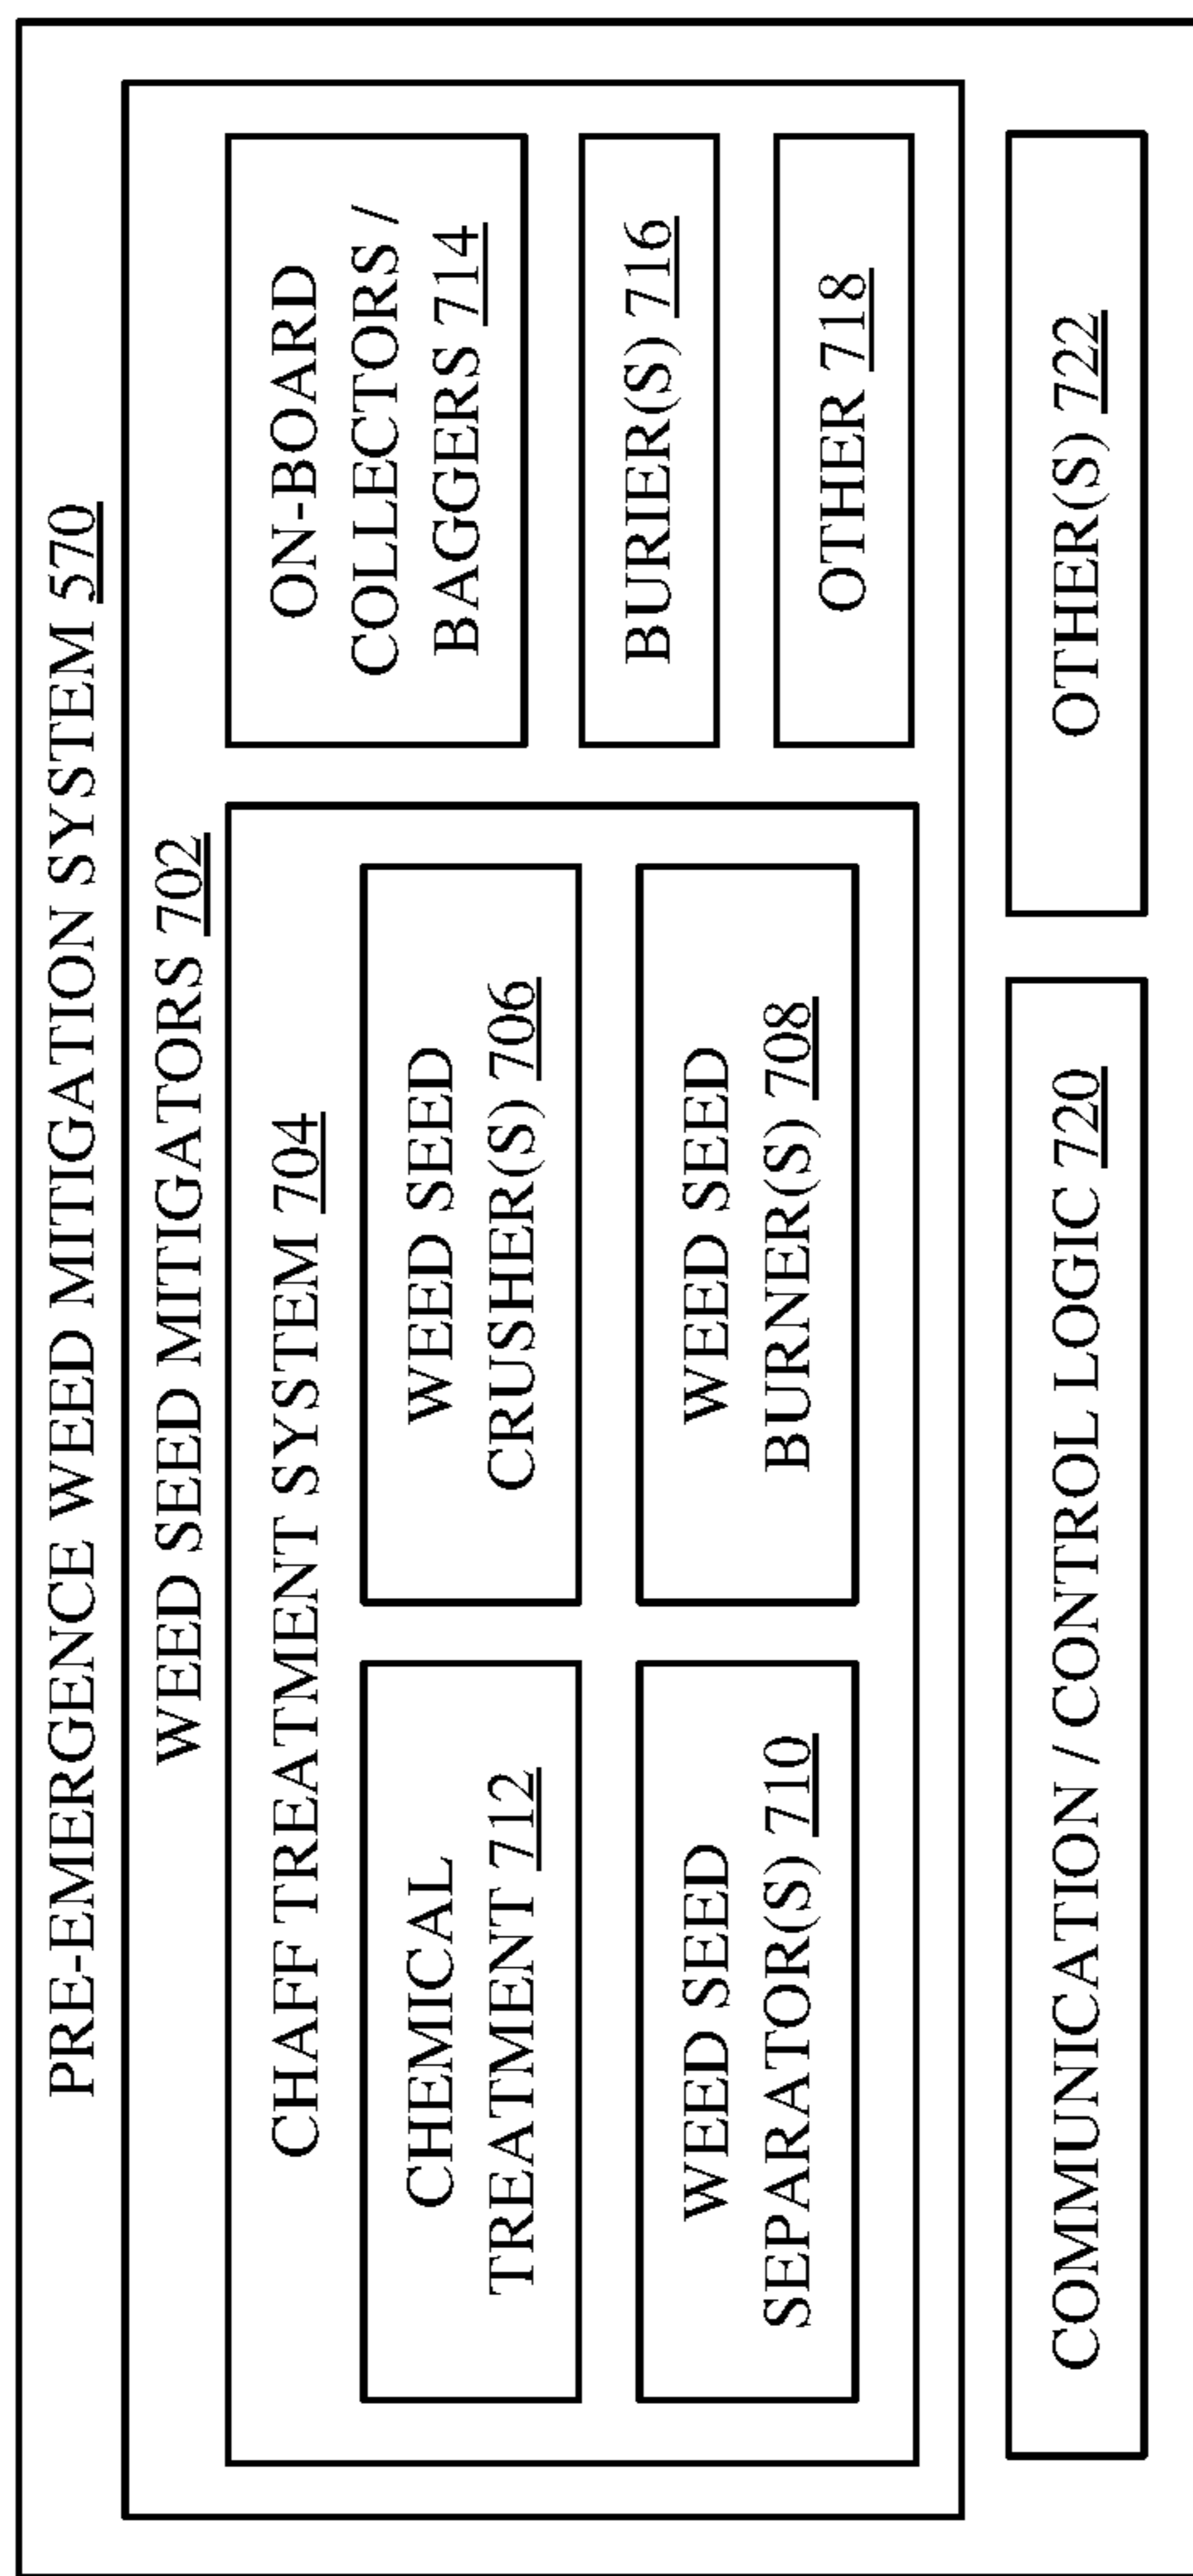 PRE-EMERGENCE WEED MITIGATION SYSTEM 570
WEED SEED MITIGATORS 702
CHAFF TREATMENT SYSTEM 704
CHEMICAL
TREATMENT 712
WEED SEED
CRUSHER(S) 706
WEED SEED
SEPARATOR(S) 710
WEED SEED
BURNER(S) 708
ON-BOARD
COLLECTORS /
BAGGERS 714
BURIER(S) 716
OTHER 718
COMMUNICATION / CONTROL LOGIC 720
OTHER(S) 722